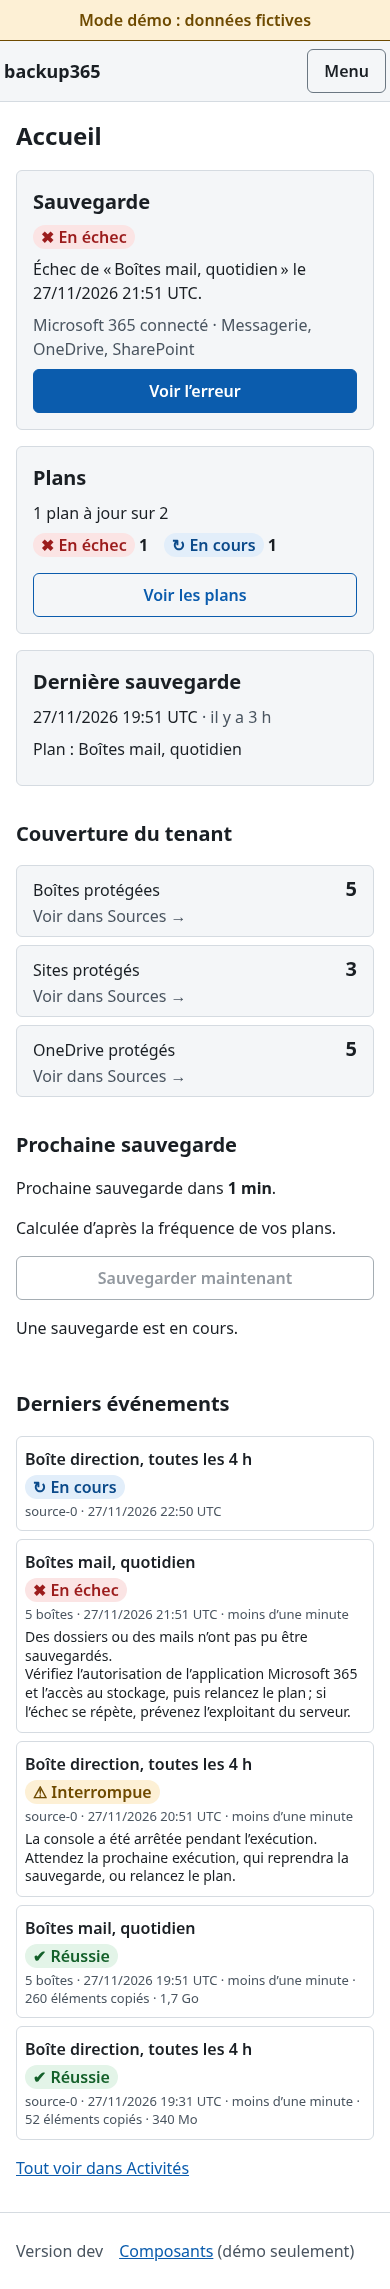 Mode démo : données fictives
backup365
Menu
Accueil
Sauvegarde
✖ En échec
Échec de « Boîtes mail, quotidien » le
27/11/2026 21:51 UTC.
Microsoft 365 connecté · Messagerie,
OneDrive, SharePoint
Voir l’erreur
Plans
1 plan à jour sur 2
✖ En échec 1 ↻ En cours 1
Voir les plans
Dernière sauvegarde
27/11/2026 19:51 UTC · il y a 3 h
Plan : Boîtes mail, quotidien
Couverture du tenant
Boîtes protégées 5
Voir dans Sources →
Sites protégés 3
Voir dans Sources →
OneDrive protégés 5
Voir dans Sources →
Prochaine sauvegarde
Prochaine sauvegarde dans 1 min.
Calculée d’après la fréquence de vos plans.
Sauvegarder maintenant
Une sauvegarde est en cours.
Derniers événements
Boîte direction, toutes les 4 h
↻ En cours
source-0 · 27/11/2026 22:50 UTC
Boîtes mail, quotidien
✖ En échec
5 boîtes · 27/11/2026 21:51 UTC · moins d’une minute
Des dossiers ou des mails n’ont pas pu être
sauvegardés.
Vérifiez l’autorisation de l’application Microsoft 365
et l’accès au stockage, puis relancez le plan ; si
l’échec se répète, prévenez l’exploitant du serveur.
Boîte direction, toutes les 4 h
⚠ Interrompue
source-0 · 27/11/2026 20:51 UTC · moins d’une minute
La console a été arrêtée pendant l’exécution.
Attendez la prochaine exécution, qui reprendra la
sauvegarde, ou relancez le plan.
Boîtes mail, quotidien
✔ Réussie
5 boîtes · 27/11/2026 19:51 UTC · moins d’une minute ·
260 éléments copiés · 1,7 Go
Boîte direction, toutes les 4 h
✔ Réussie
source-0 · 27/11/2026 19:31 UTC · moins d’une minute ·
52 éléments copiés · 340 Mo
Tout voir dans Activités
Version dev Composants (démo seulement)